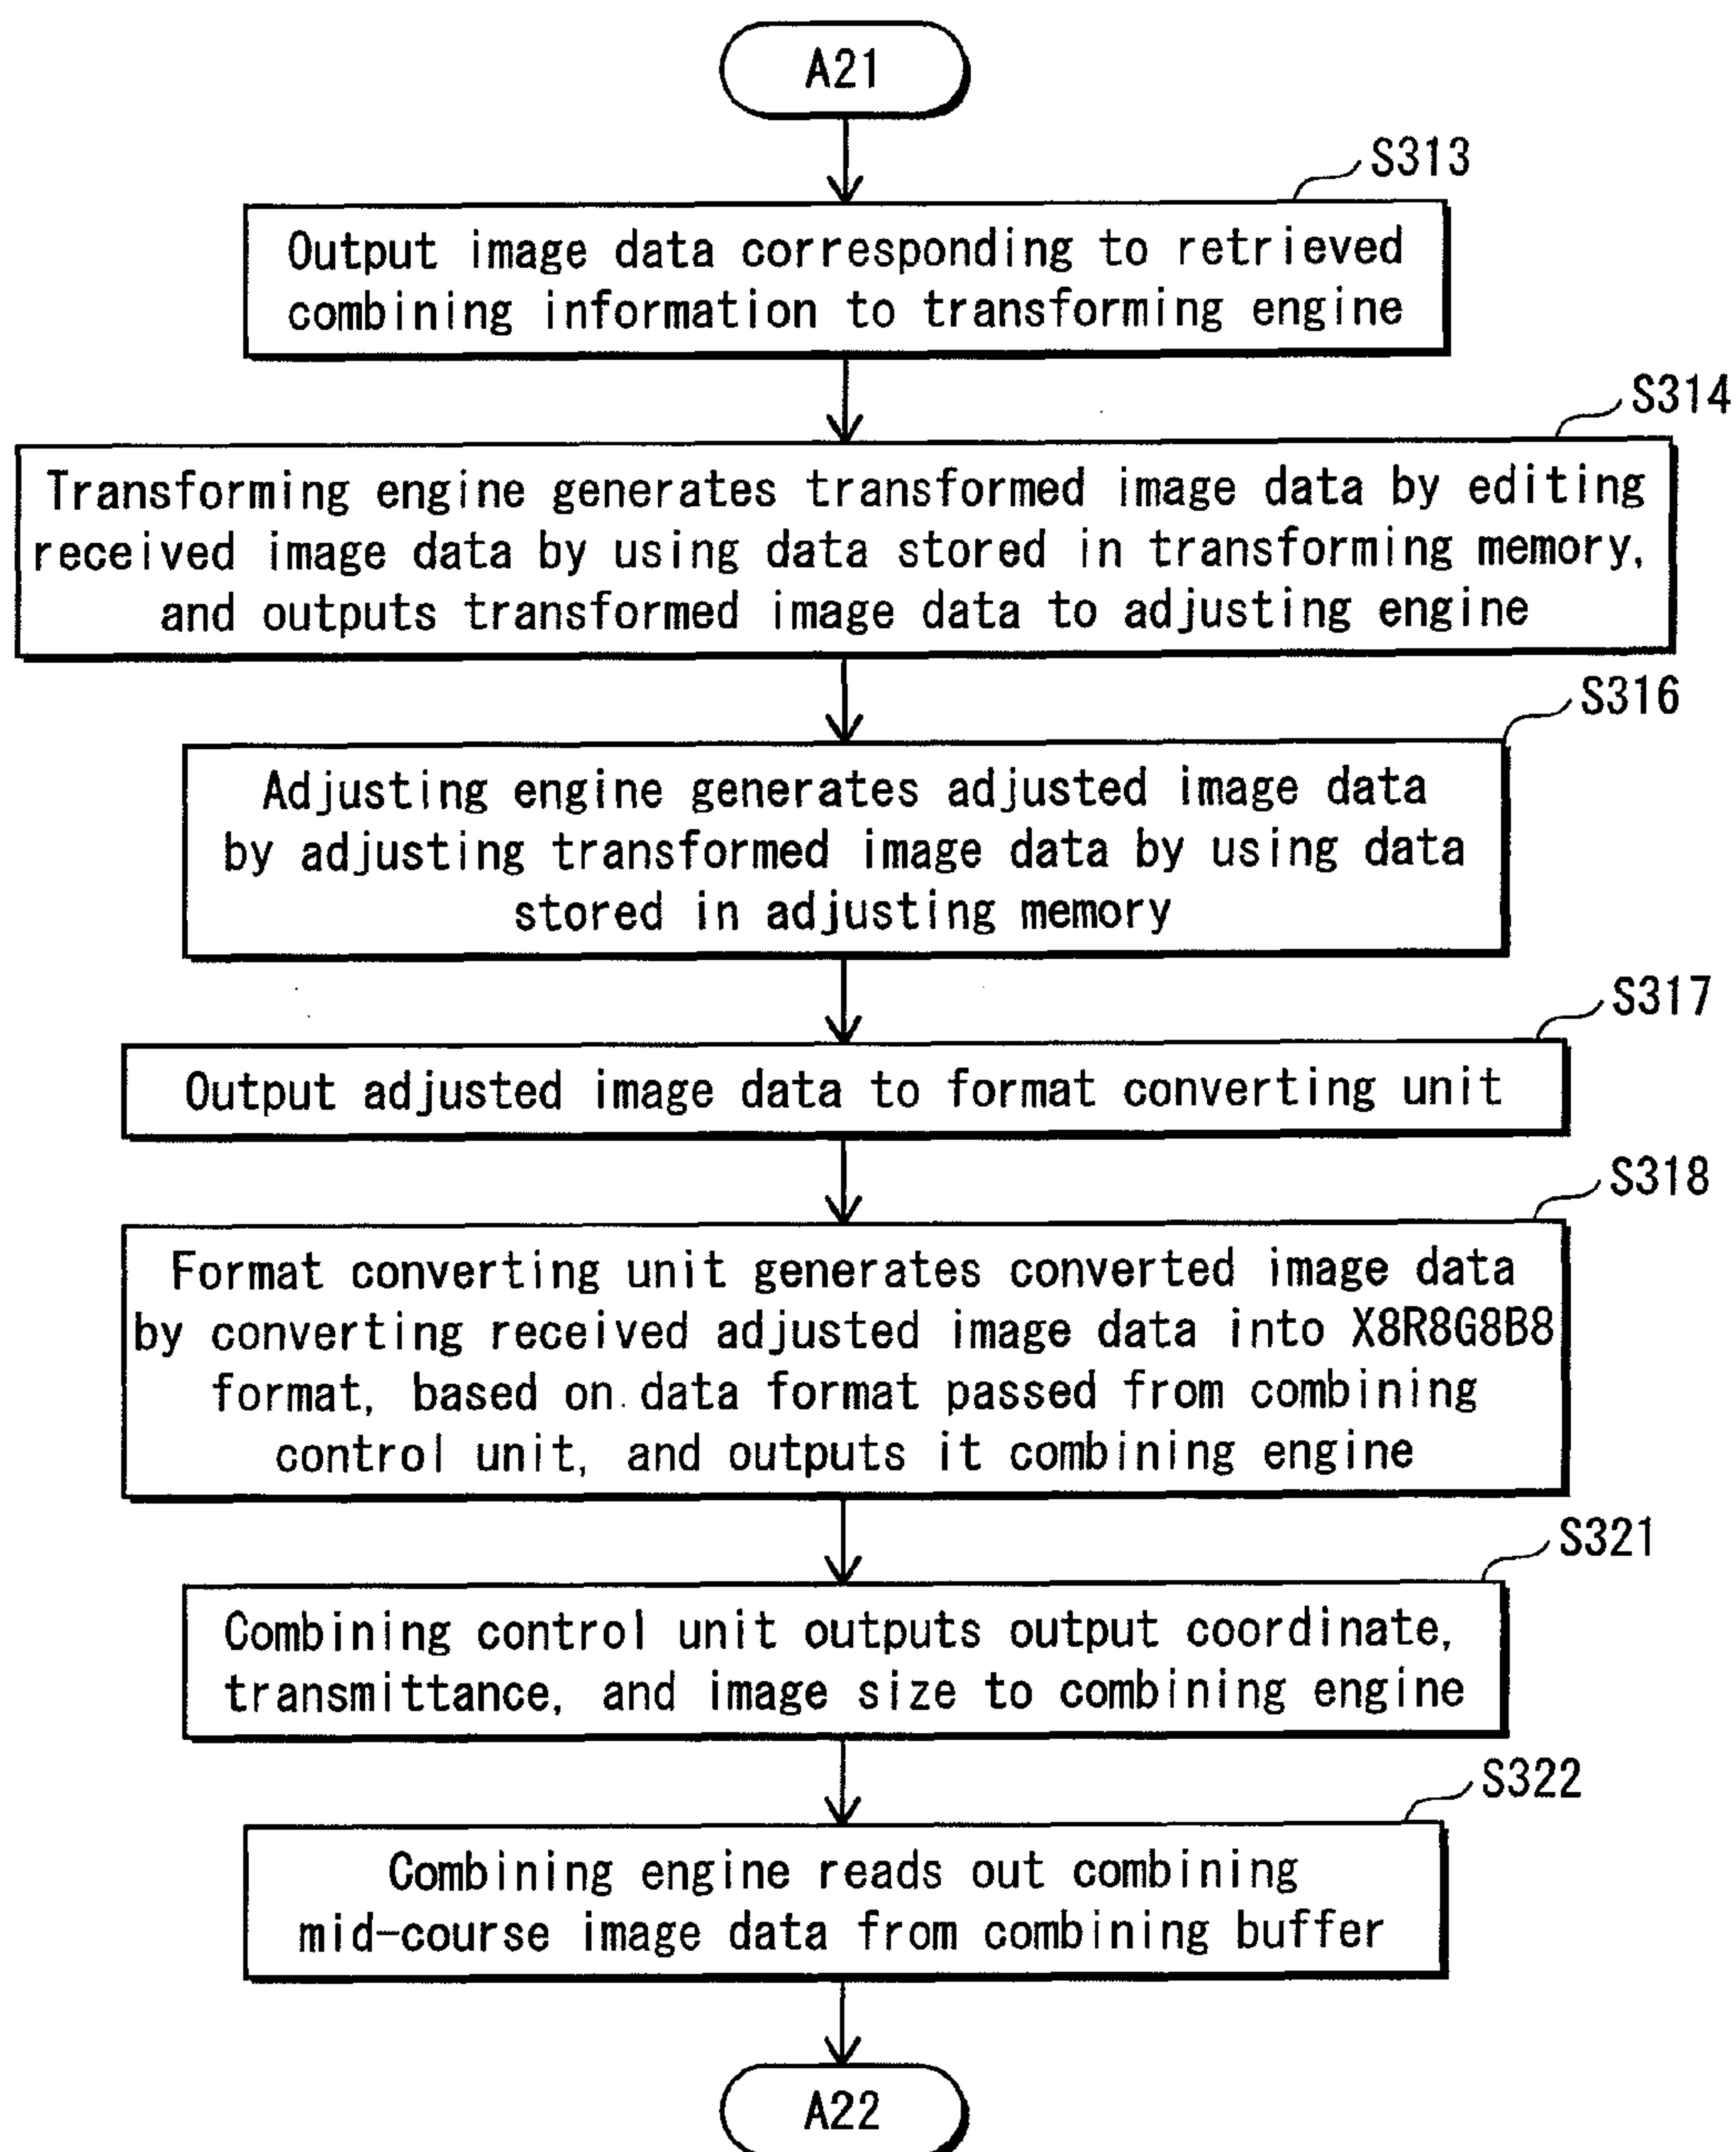 A21
S313
Output image data corresponding to retrieved
combining information to transforming engine
S314
Transforming engine generates transformed image data by editing
received image data by using data stored in transforming memory,
and outputs transformed image data to adjusting engine
S316
Adjusting engine generates adjusted image data
by adjusting transformed image data by using data
stored in adjusting memory
S317
Output adjusted image data to format converting unit
S318
Format converting unit generates converted image data
by converting received adjusted image data into X8R8G8B8
format, based on data format passed from combining
control unit, and outputs it combining engine
S321
Combining control unit outputs output coordinate,
transmittance, and image size to combining engine
S322
Combining engine reads out combining
mid-course image data from combining buffer
A22